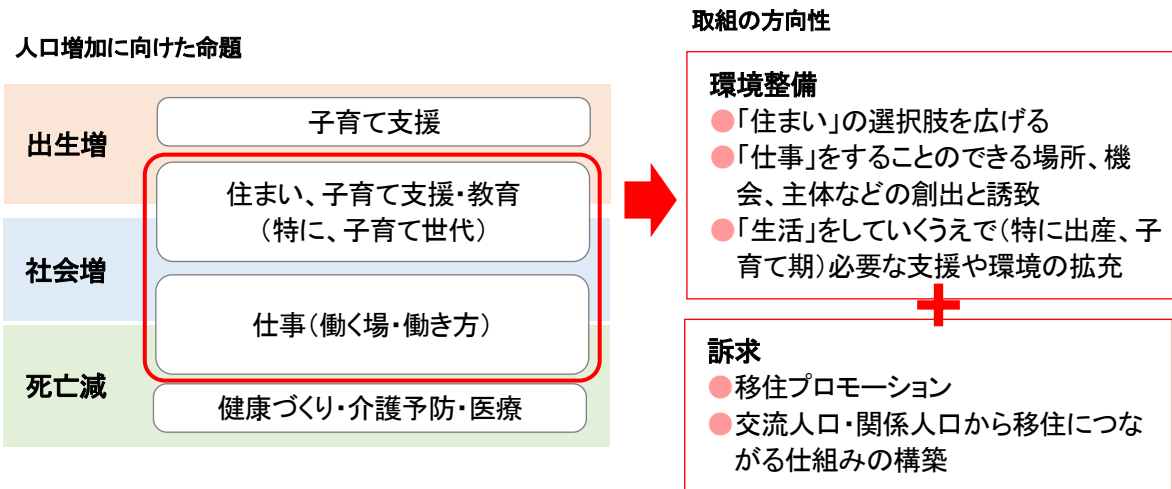 人口増加に向けた命題
出生増
子育て支援
住まい、子育て支援・教育
(特に、子育て世代)
社会増
仕事(働く場・働き方)
死亡減
健康づくり・介護予防・医療
取組の方向性
環境整備
●「住まい」の選択肢を広げる
●「仕事」をすることのできる場所、機
会、主体などの創出と誘致
●「生活」をしていくうえで(特に出産、子
育て期)必要な支援や環境の拡充
訴求
●移住プロモーション
●交流人口・関係人口から移住につな
がる仕組みの構築